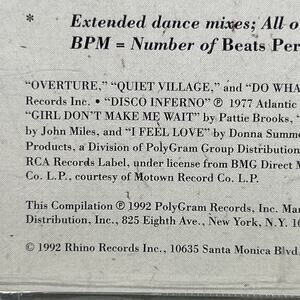 * Extended dance mixes; All o
BPM = Number of Beats Per
"OVERTURE," "QUIET VILLAGE," and "DO WHA
Records Inc. • "DISCO INFERNO" ℗ 1977 Atlantic
"GIRL DON'T MAKE ME WAIT" by Pattie Brooks, "
by John Miles, and "I FEEL LOVE" by Donna Summe
Products, a Division of PolyGram Group Distribution
RCA Records Label, under license from BMG Direct M
Co. L.P., courtesy of Motown Record Co. L.P.
This Compilation ℗ 1992 PolyGram Records, Inc. Man
Distribution, Inc., 825 Eighth Ave., New York, N.Y. 10
© 1992 Rhino Records Inc., 10635 Santa Monica Blvd.